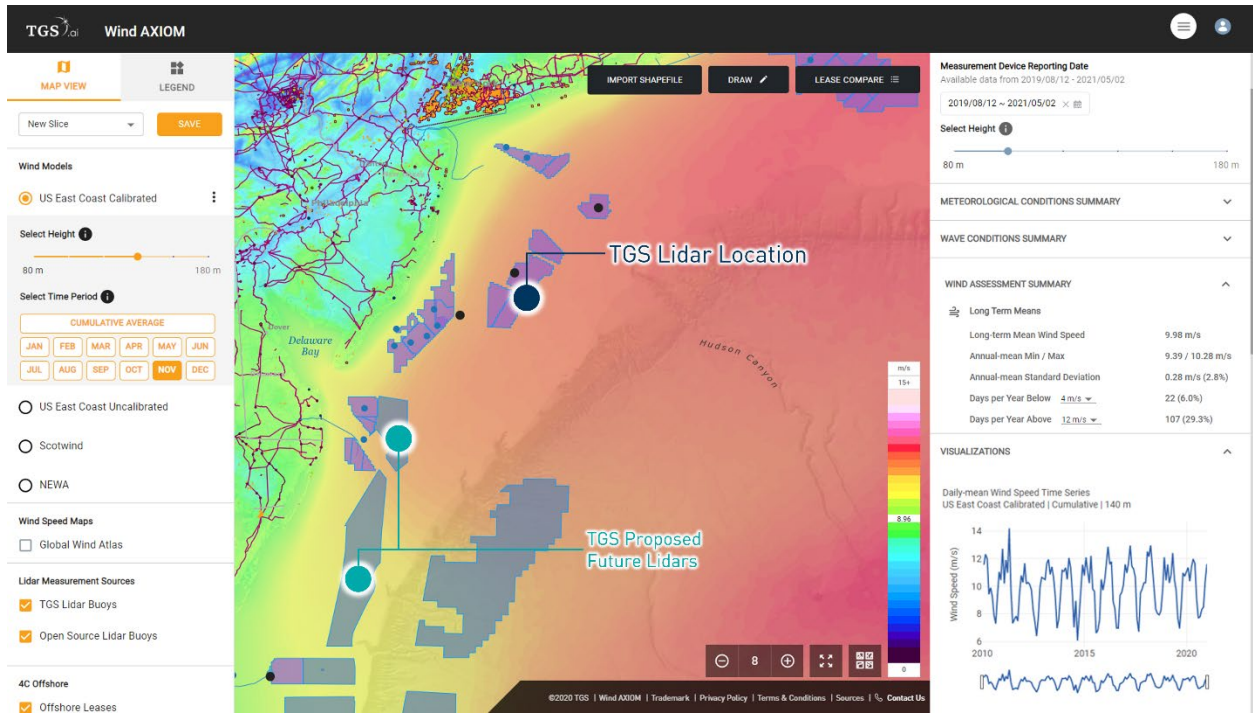 TGS.ai Wind AXIOM
MAP VIEW
LEGEND
New Slice
SAVE
Wind Models
US East Coast Calibrated
Select Height
80 m
180 m
Select Time Period
CUMULATIVE AVERAGE
JAN FEB MAR APR MAY JUN
JUL AUG SEP OCT NOV DEC
US East Coast Uncalibrated
Scotwind
NEWA
Wind Speed Maps
Global Wind Atlas
Lidar Measurement Sources
TGS Lidar Buoys
Open Source Lidar Buoys
4C Offshore
Offshore Leases
IMPORT SHAPEFILE
DRAW
LEASE COMPARE
Philadelphia
TGS Lidar Location
Dover
Delaware
Bay
Hudson Canyon
TGS Proposed
Future Lidars
m/s
15+
8.96
0
8
©2020 TGS | Wind AXIOM | Trademark | Privacy Policy | Terms & Conditions | Sources | Contact Us
Measurement Device Reporting Date
Available data from 2019/08/12 - 2021/05/02
2019/08/12 ~ 2021/05/02
Select Height
80 m
180 m
METEOROLOGICAL CONDITIONS SUMMARY
WAVE CONDITIONS SUMMARY
WIND ASSESSMENT SUMMARY
Long Term Means
Long-term Mean Wind Speed 9.98 m/s
Annual-mean Min / Max 9.39 / 10.28 m/s
Annual-mean Standard Deviation 0.28 m/s (2.8%)
Days per Year Below 4 m/s 22 (6.0%)
Days per Year Above 12 m/s 107 (29.3%)
VISUALIZATIONS
Daily-mean Wind Speed Time Series
US East Coast Calibrated | Cumulative | 140 m
Wind Speed (m/s)
14
12
10
8
6
2010 2015 2020